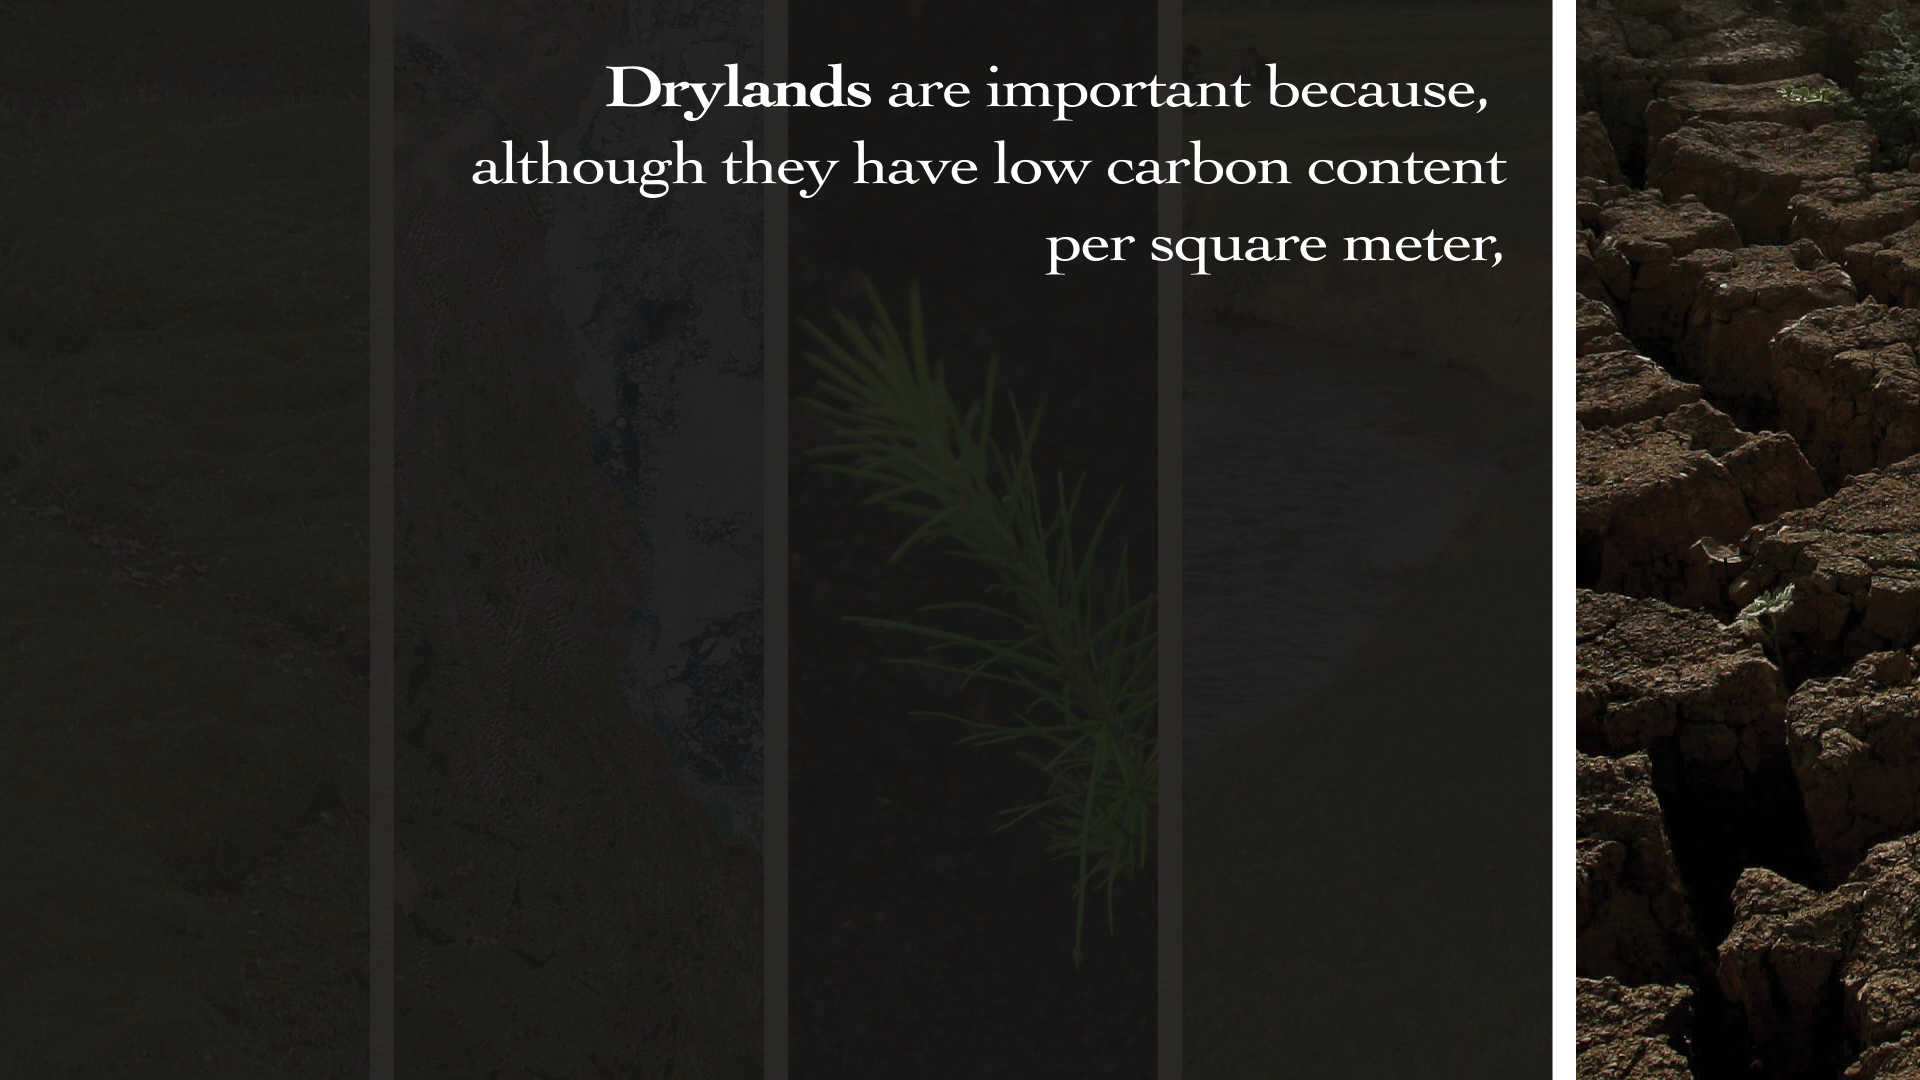 Drylands are important because,
although they have low carbon content
per square meter,